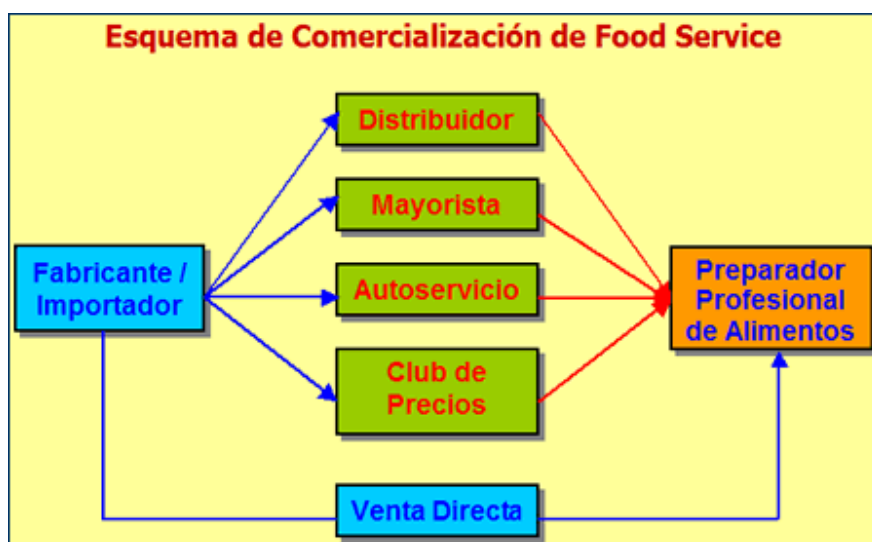 Esquema de Comercialización de Food Service
Distribuidor
Mayorista
Fabricante /
Importador
Autoservicio
Preparador
Profesional
de Alimentos
Club de
Precios
Venta Directa